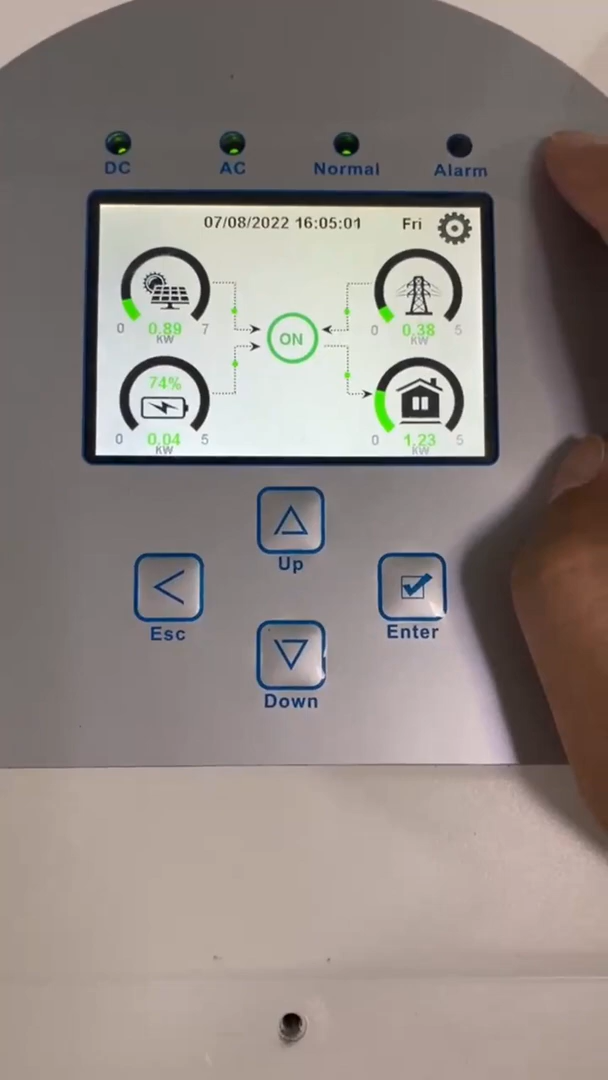 DC AC Normal Alarm
07/08/2022 16:05:01 Fri
0 0.89 7
KW
0 0.38 5
KW
ON
74%
0 0.04 5
KW
0 1.23 5
KW
Up
Esc
Enter
Down